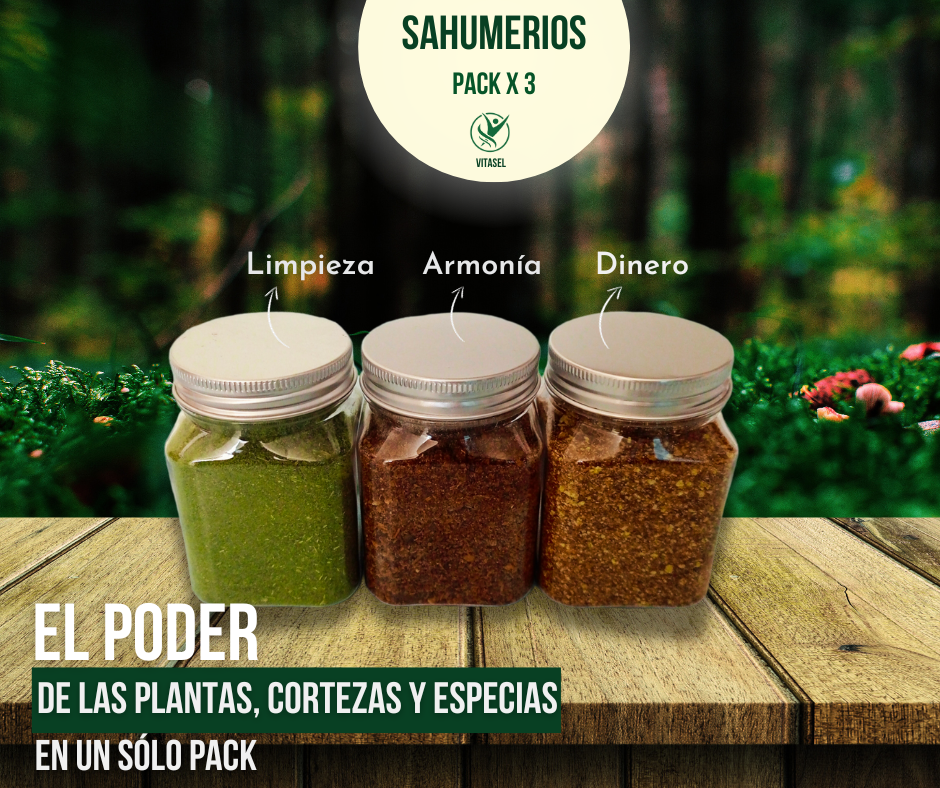 SAHUMERIOS
PACK X 3
VITASEL
Limpieza Armonía Dinero
EL PODER
DE LAS PLANTAS, CORTEZAS Y ESPECIAS
EN UN SÓLO PACK